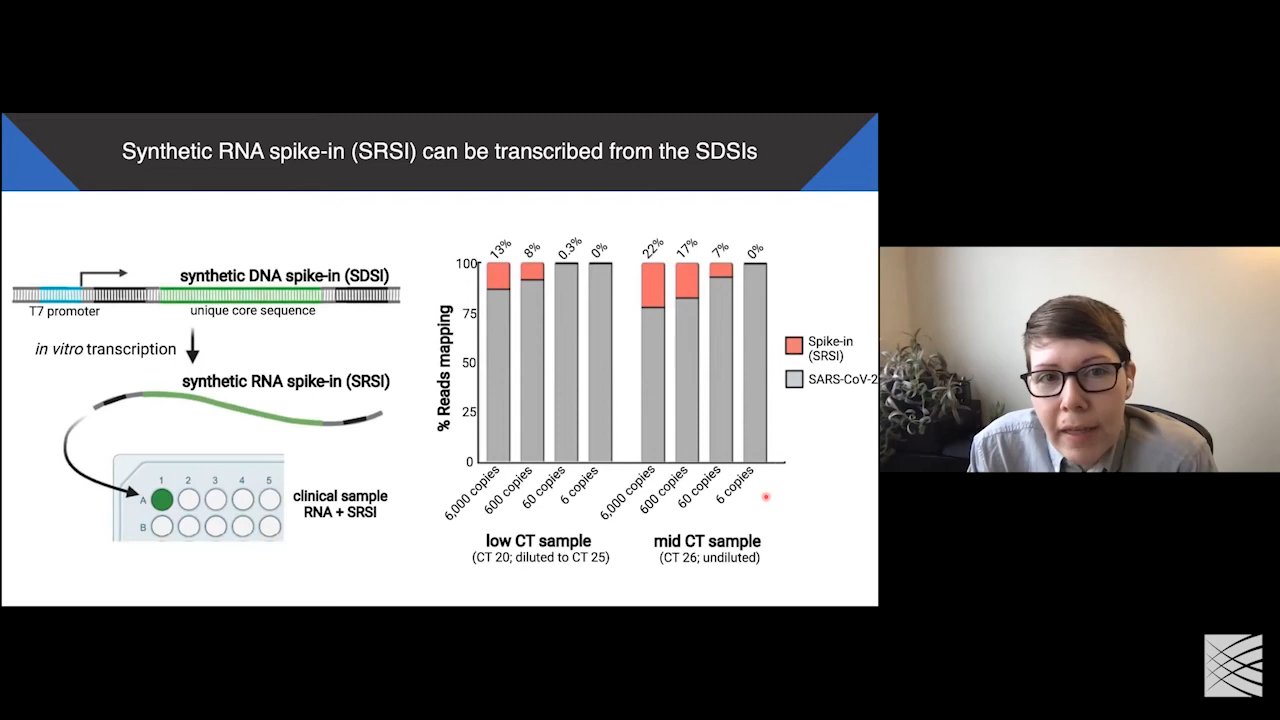 Synthetic RNA spike-in (SRSI) can be transcribed from the SDSIs
synthetic DNA spike-in (SDSI)
T7 promoter
unique core sequence
in vitro transcription
synthetic RNA spike-in (SRSI)
1 2 3 4 5
A
B
clinical sample
RNA + SRSI
% Reads mapping
100
75
50
25
0
13% 8% 0.3% 0%
22% 17% 7% 0%
6,000 copies 600 copies 60 copies 6 copies
6,000 copies 600 copies 60 copies 6 copies
low CT sample
(CT 20; diluted to CT 25)
mid CT sample
(CT 26; undiluted)
Spike-in
(SRSI)
SARS-CoV-2